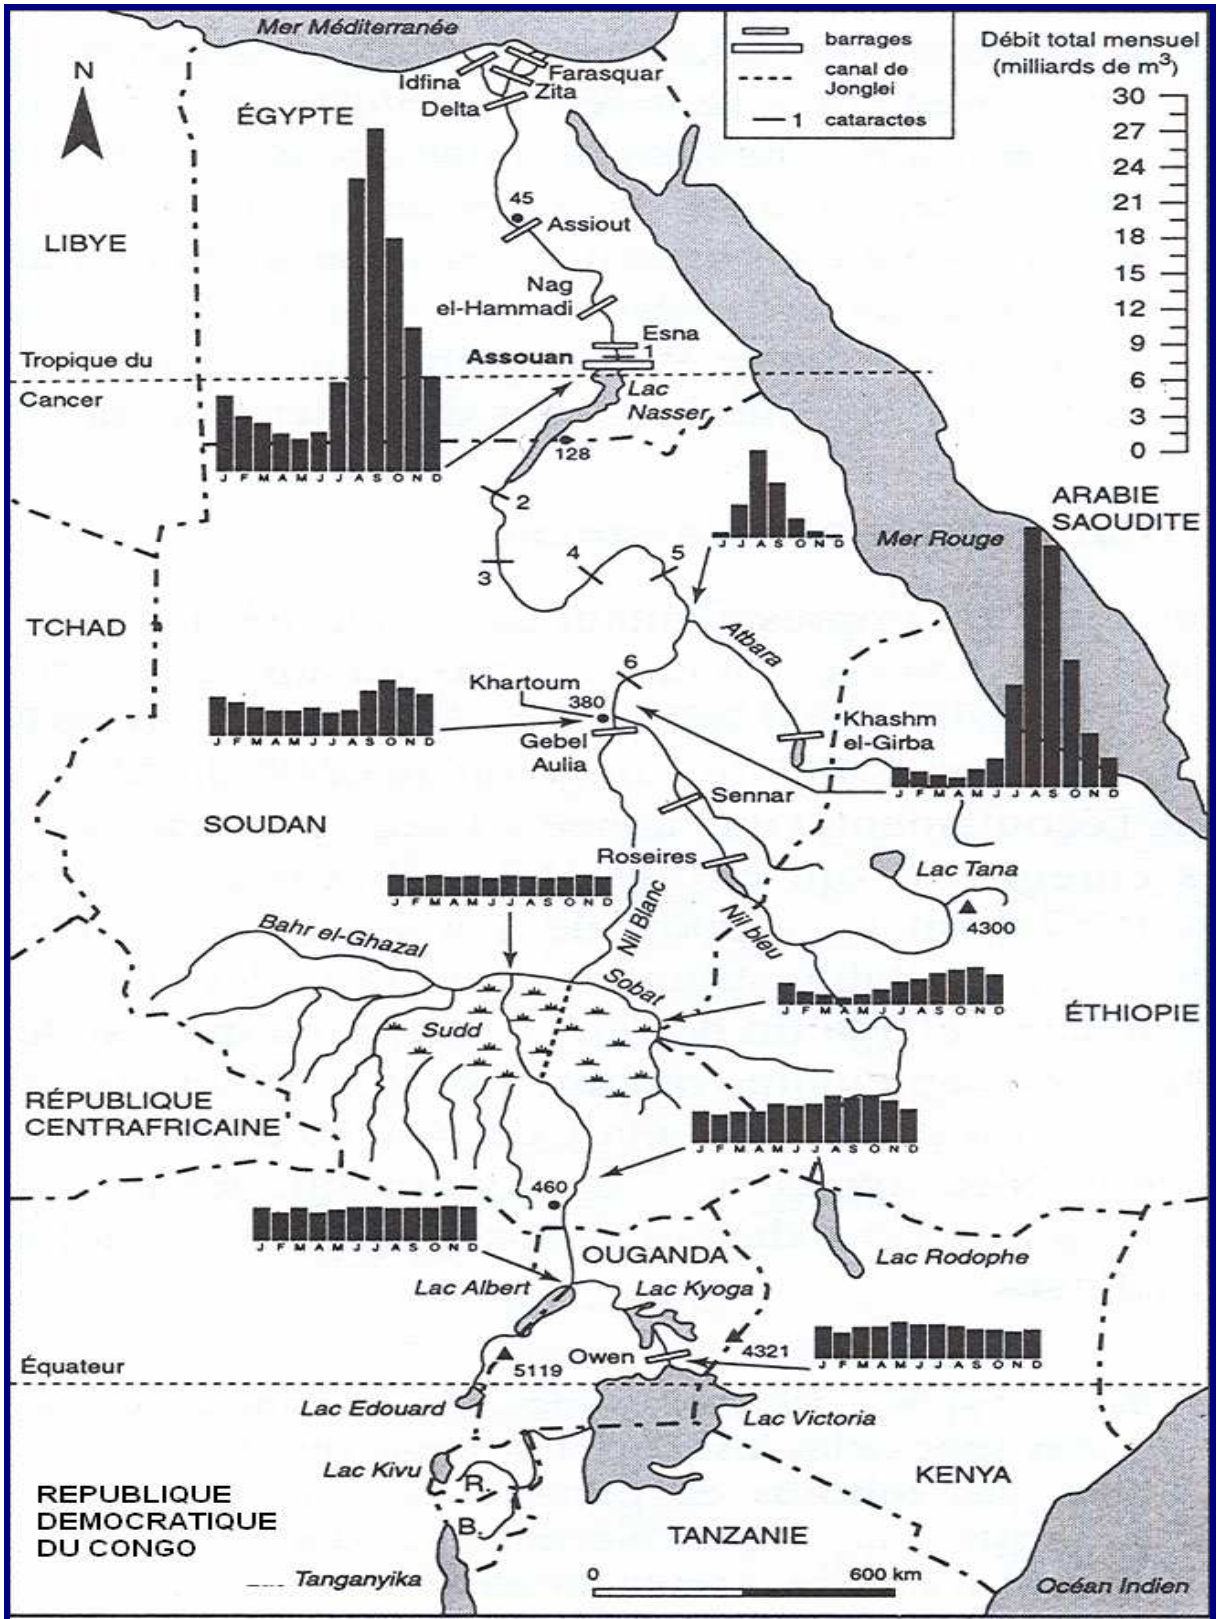 Mer Méditerranée
barrages
canal de
Jonglei
1 cataractes
Débit total mensuel
(milliards de m³)
30
27
24
21
18
15
12
9
6
3
0
N
Idfina
Farasquar
Zita
Delta
ÉGYPTE
LIBYE
45
Assiout
Nag
el-Hammadi
Esna
1
Assouan
Tropique du
Cancer
Lac
Nasser
128
J F M A M J J A S O N D
2
3
4
5
J J A S O N D
ARABIE
SAOUDITE
Mer Rouge
TCHAD
Atbara
6
Khartoum
380
Gebel
Aulia
J F M A M J J A S O N D
Khashm
el-Girba
J F M A M J J A S O N D
Sennar
SOUDAN
Roseires
Lac Tana
4300
J F M A M J J A S O N D
Nil Blanc
Nil bleu
Bahr el-Ghazal
Sobat
J F M A M J J A S O N D
ÉTHIOPIE
Sudd
RÉPUBLIQUE
CENTRAFRICAINE
J F M A M J J A S O N D
460
J F M A M J J A S O N D
OUGANDA
Lac Rodophe
Lac Albert
Lac Kyoga
4321
J F M A M J J A S O N D
Owen
5119
Équateur
Lac Edouard
Lac Victoria
Lac Kivu
R.
KENYA
REPUBLIQUE
DEMOCRATIQUE
DU CONGO
B.
TANZANIE
Tanganyika
0 600 km
Océan Indien